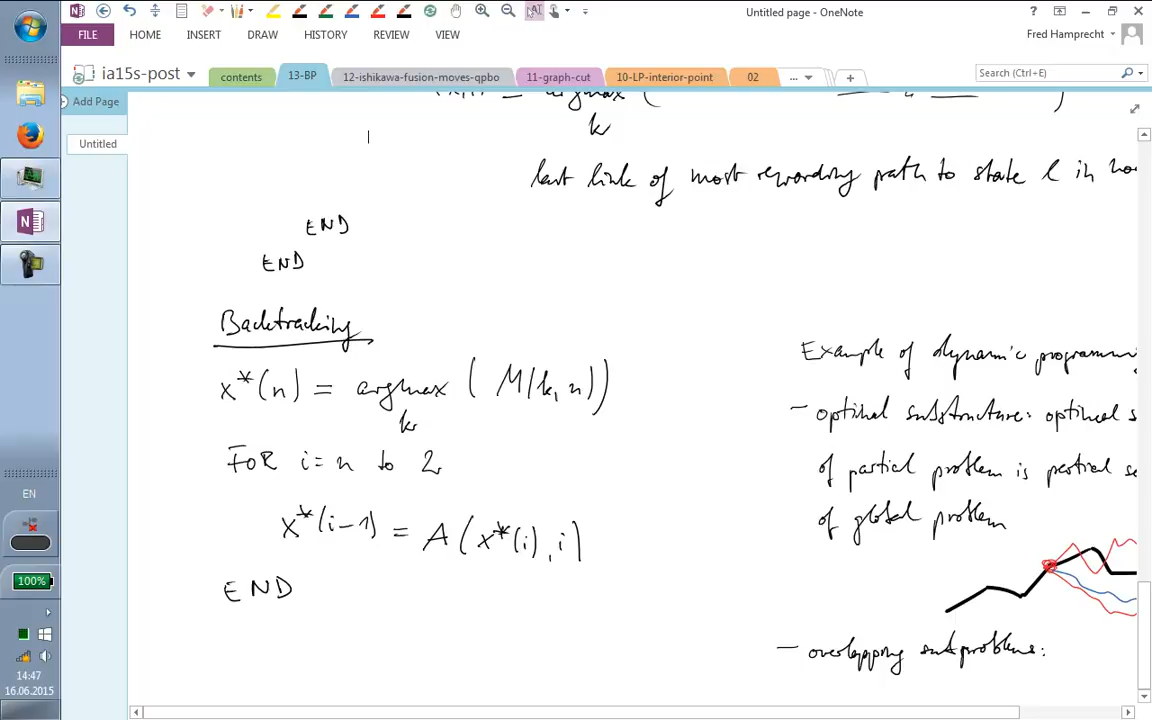 Untitled page - OneNote
FILE HOME INSERT DRAW HISTORY REVIEW VIEW
Fred Hamprecht
ia15s-post
contents 13-BP 12-ishikawa-fusion-moves-qpbo 11-graph-cut 10-LP-interior-point 02 ...
Search (Ctrl+E)
Add Page
Untitled
= argmax (
k
last link of most rewarding path to state l in
END
END
Backtracking
x*(n) = argmax ( M(k,n))
k
FOR i = n to 2
x*(i-1) = A(x*(i), i)
END
Example of dynamic programmi
- optimal substructure: optimal s
of partial problem is partial so
of global problem
- overlapping subproblems:
EN
100%
14:47
16.06.2015